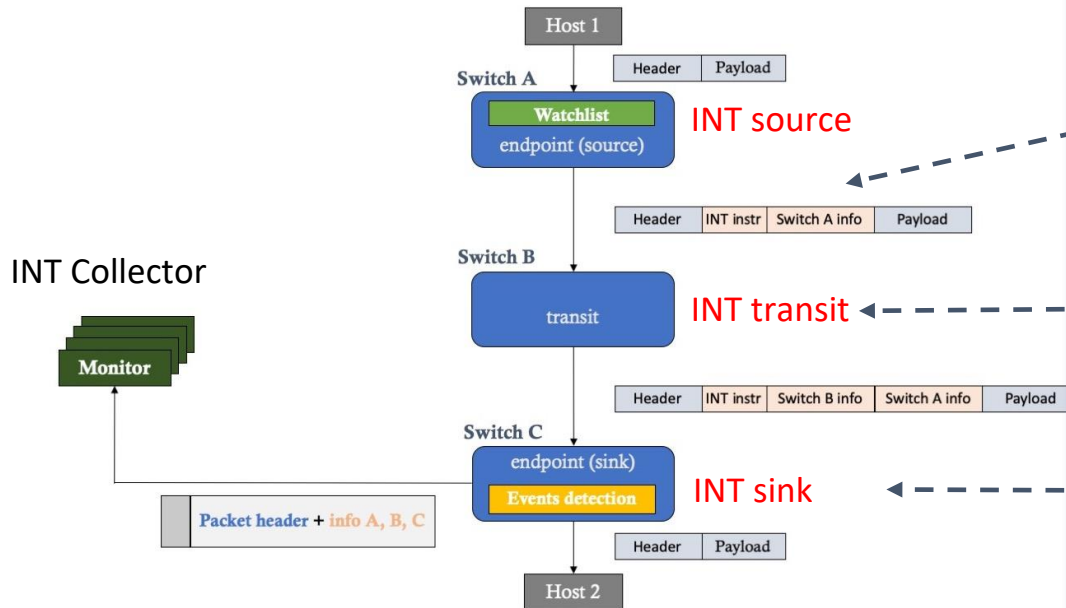 Host 1
Header Payload
Switch A
Watchlist
endpoint (source)
INT source
Header INT instr Switch A info Payload
Switch B
INT Collector
transit
INT transit
Monitor
Header INT instr Switch B info Switch A info Payload
Switch C
endpoint (sink)
Events detection
INT sink
Packet header + info A, B, C
Header Payload
Host 2